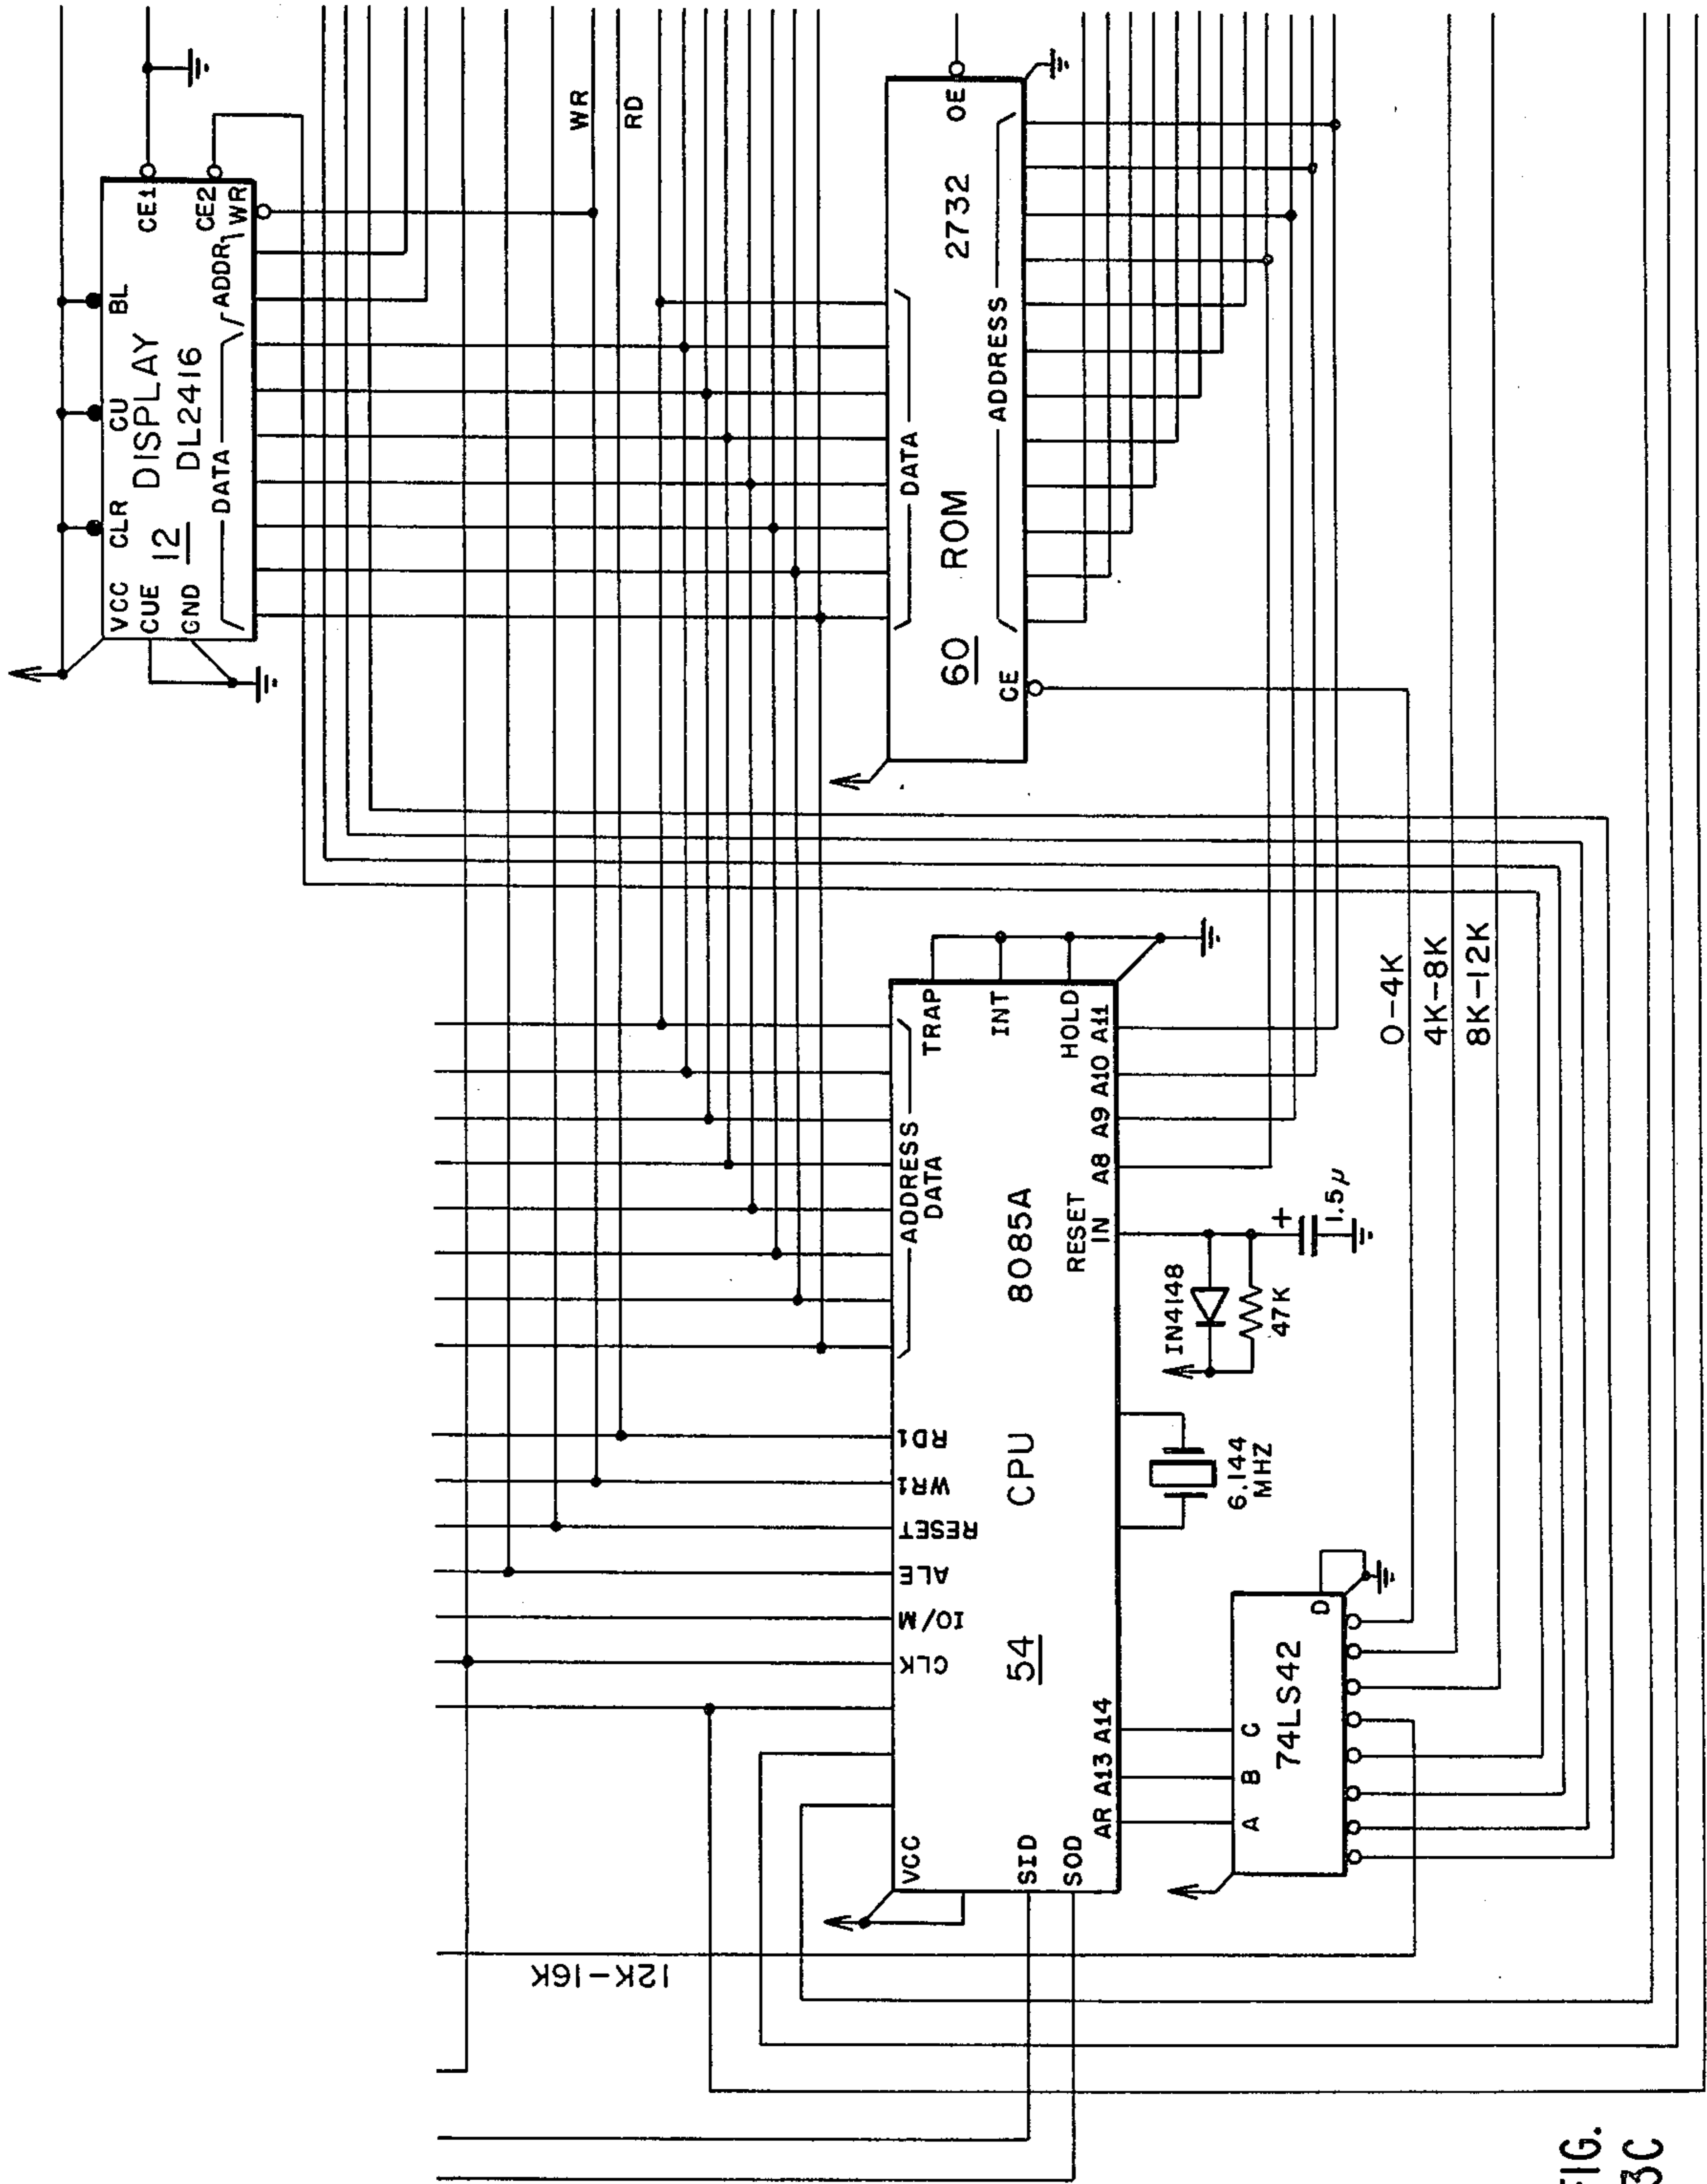 VCC CLR CU BL
CUE 12 DISPLAY CE1
GND DL2416 CE2
DATA ADDR WR
WR
RD
DATA
60 ROM 2732 OE
CE ADDRESS
CLK IO/M ALE RESET WR1 RD1 ADDRESS DATA TRAP
VCC
54 CPU 8085A INT
SID
SOD
AR A13 A14 RESET IN A8 A9 A10 A11 HOLD
6.144 MHZ
IN4148
47K
+
1.5µ
A B C D
74LS42
0-4K
4K-8K
8K-12K
12K-16K
FIG.
3C